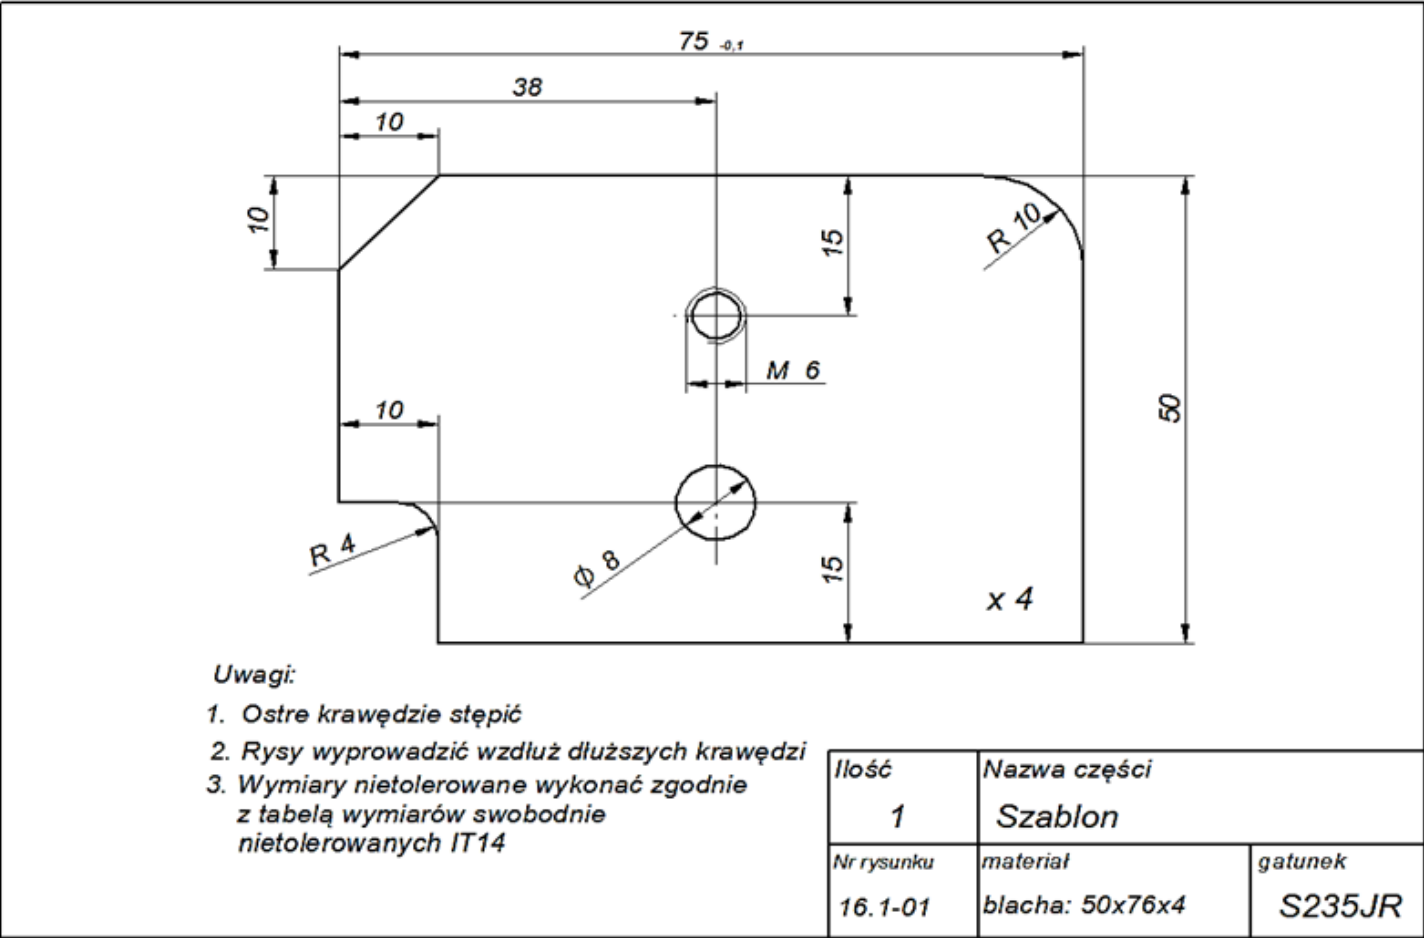 75 -0,1
38
10
10
15
R 10
M 6
10
50
R 4
ϕ 8
15
x 4
Uwagi:
1. Ostre krawędzie stępić
2. Rysy wyprowadzić wzdłuż dłuższych krawędzi
3. Wymiary nietolerowane wykonać zgodnie
z tabelą wymiarów swobodnie
nietolerowanych IT14
Ilość
Nazwa części
1
Szablon
Nr rysunku
materiał
gatunek
16.1-01
blacha: 50x76x4
S235JR